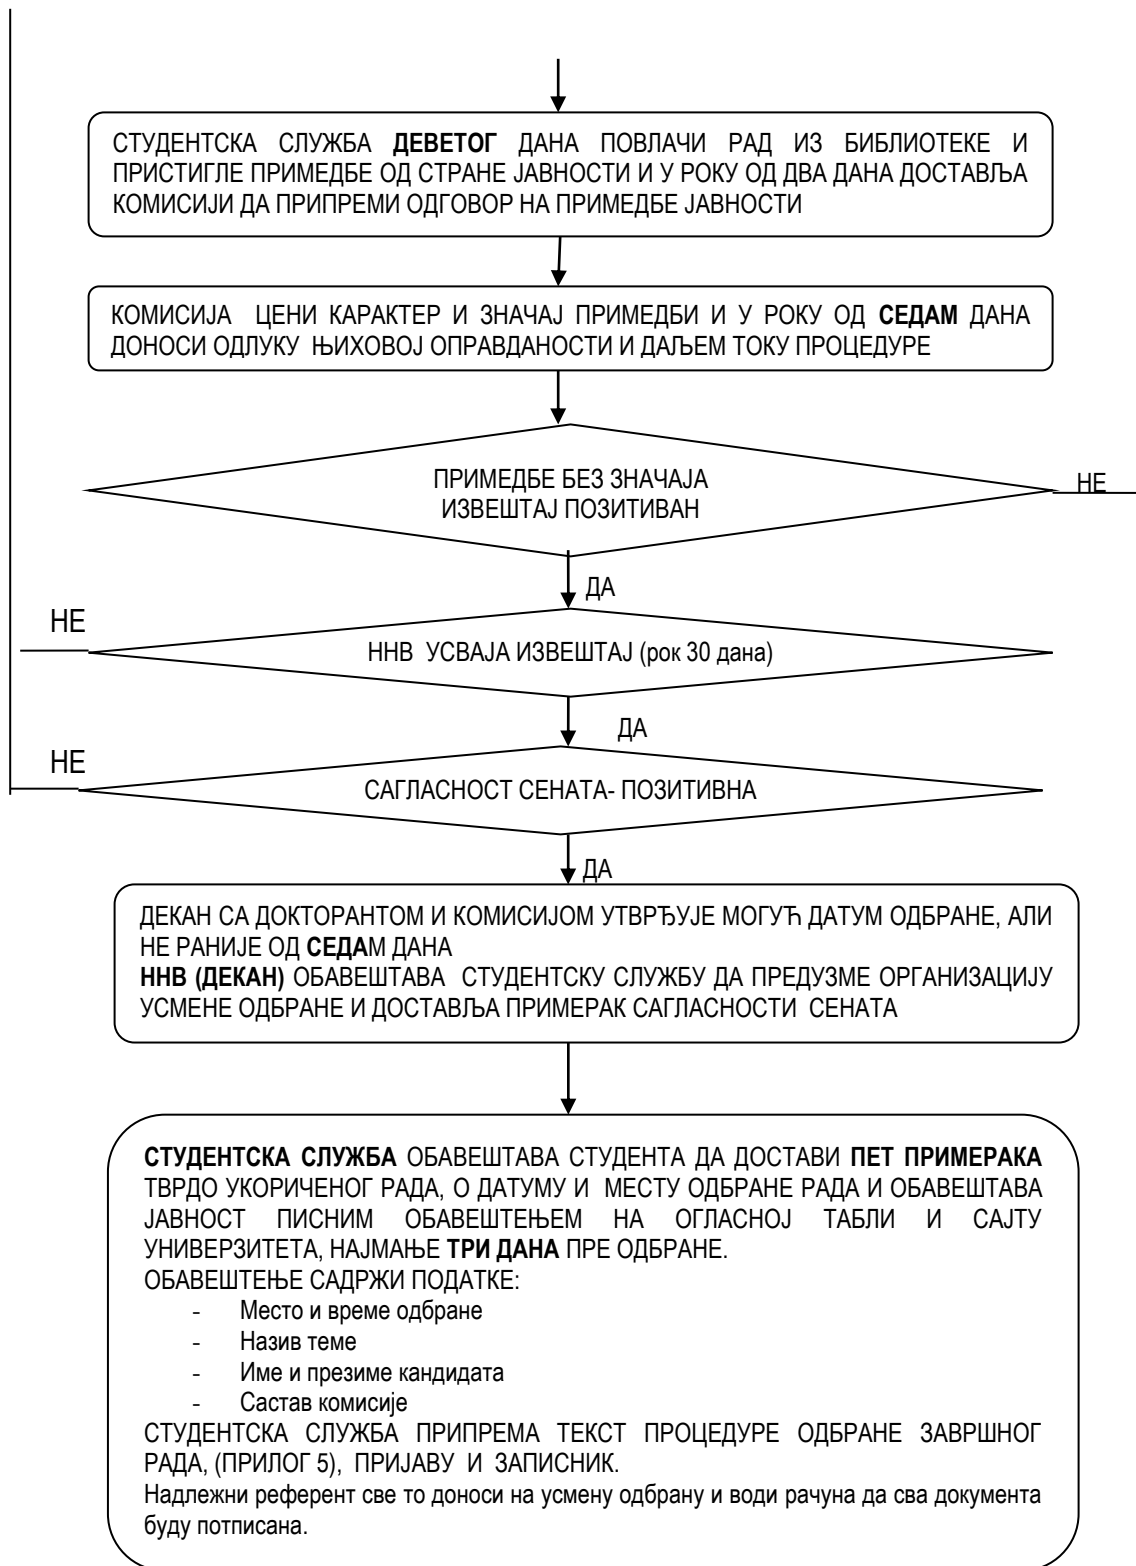 СТУДЕНТСКА СЛУЖБА ДЕВЕТОГ ДАНА ПОВЛАЧИ РАД ИЗ БИБЛИОТЕКЕ И
ПРИСТИГЛЕ ПРИМЕДБЕ ОД СТРАНЕ ЈАВНОСТИ И У РОКУ ОД ДВА ДАНА ДОСТАВЉА
КОМИСИЈИ ДА ПРИПРЕМИ ОДГОВОР НА ПРИМЕДБЕ ЈАВНОСТИ
КОМИСИЈА ЦЕНИ КАРАКТЕР И ЗНАЧАЈ ПРИМЕДБИ И У РОКУ ОД СЕДАМ ДАНА
ДОНОСИ ОДЛУКУ ЊИХОВОЈ ОПРАВДАНОСТИ И ДАЉЕМ ТОКУ ПРОЦЕДУРЕ
ПРИМЕДБЕ БЕЗ ЗНАЧАЈА
ИЗВЕШТАЈ ПОЗИТИВАН
НЕ
ДА
НЕ
ННВ УСВАЈА ИЗВЕШТАЈ (рок 30 дана)
ДА
НЕ
САГЛАСНОСТ СЕНАТА- ПОЗИТИВНА
ДА
ДЕКАН СА ДОКТОРАНТОМ И КОМИСИЈОМ УТВРЂУЈЕ МОГУЋ ДАТУМ ОДБРАНЕ, АЛИ
НЕ РАНИЈЕ ОД СЕДАМ ДАНА
ННВ (ДЕКАН) ОБАВЕШТАВА СТУДЕНТСКУ СЛУЖБУ ДА ПРЕДУЗМЕ ОРГАНИЗАЦИЈУ
УСМЕНЕ ОДБРАНЕ И ДОСТАВЉА ПРИМЕРАК САГЛАСНОСТИ СЕНАТА
СТУДЕНТСКА СЛУЖБА ОБАВЕШТАВА СТУДЕНТА ДА ДОСТАВИ ПЕТ ПРИМЕРАКА
ТВРДО УКОРИЧЕНОГ РАДА, О ДАТУМУ И МЕСТУ ОДБРАНЕ РАДА И ОБАВЕШТАВА
ЈАВНОСТ ПИСНИМ ОБАВЕШТЕЊЕМ НА ОГЛАСНОЈ ТАБЛИ И САЈТУ
УНИВЕРЗИТЕТА, НАЈМАЊЕ ТРИ ДАНА ПРЕ ОДБРАНЕ.
ОБАВЕШТЕЊЕ САДРЖИ ПОДАТКЕ:
- Место и време одбране
- Назив теме
- Име и презиме кандидата
- Састав комисије
СТУДЕНТСКА СЛУЖБА ПРИПРЕМА ТЕКСТ ПРОЦЕДУРЕ ОДБРАНЕ ЗАВРШНОГ
РАДА, (ПРИЛОГ 5), ПРИЈАВУ И ЗАПИСНИК.
Надлежни референт све то доноси на усмену одбрану и води рачуна да сва документа
буду потписана.